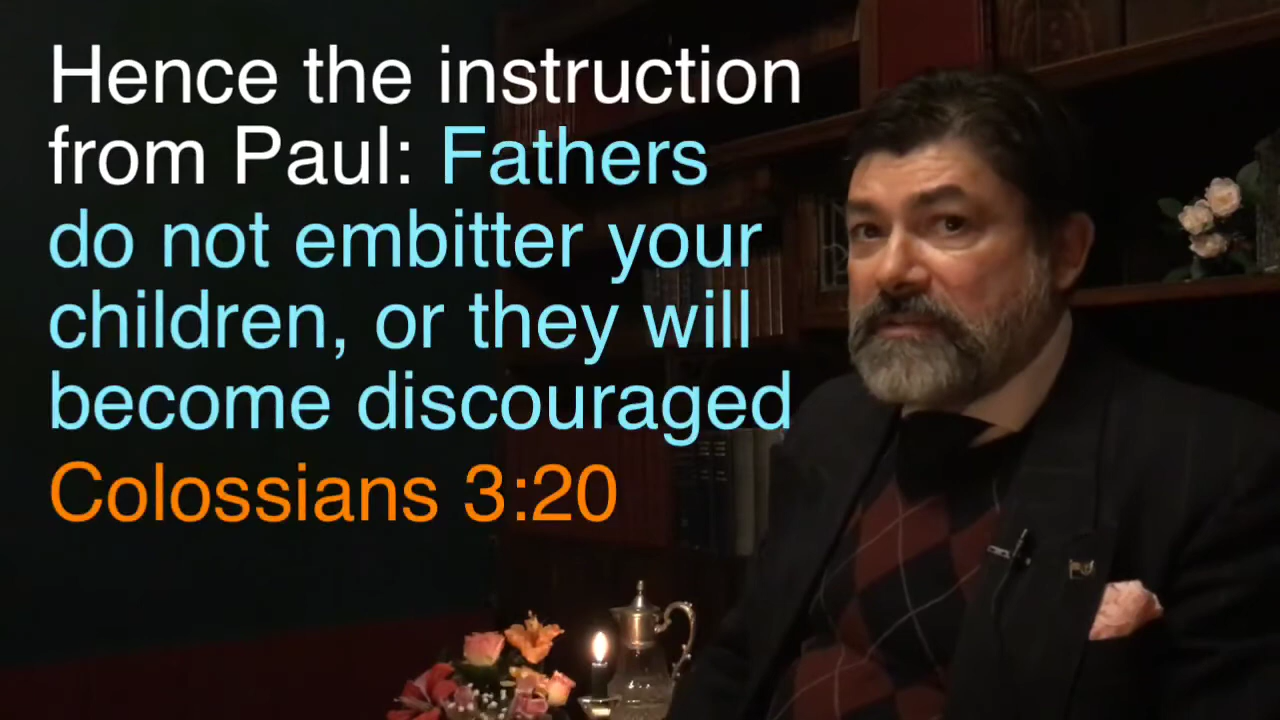 Hence the instruction
from Paul: Fathers
do not embitter your
children, or they will
become discouraged
Colossians 3:20